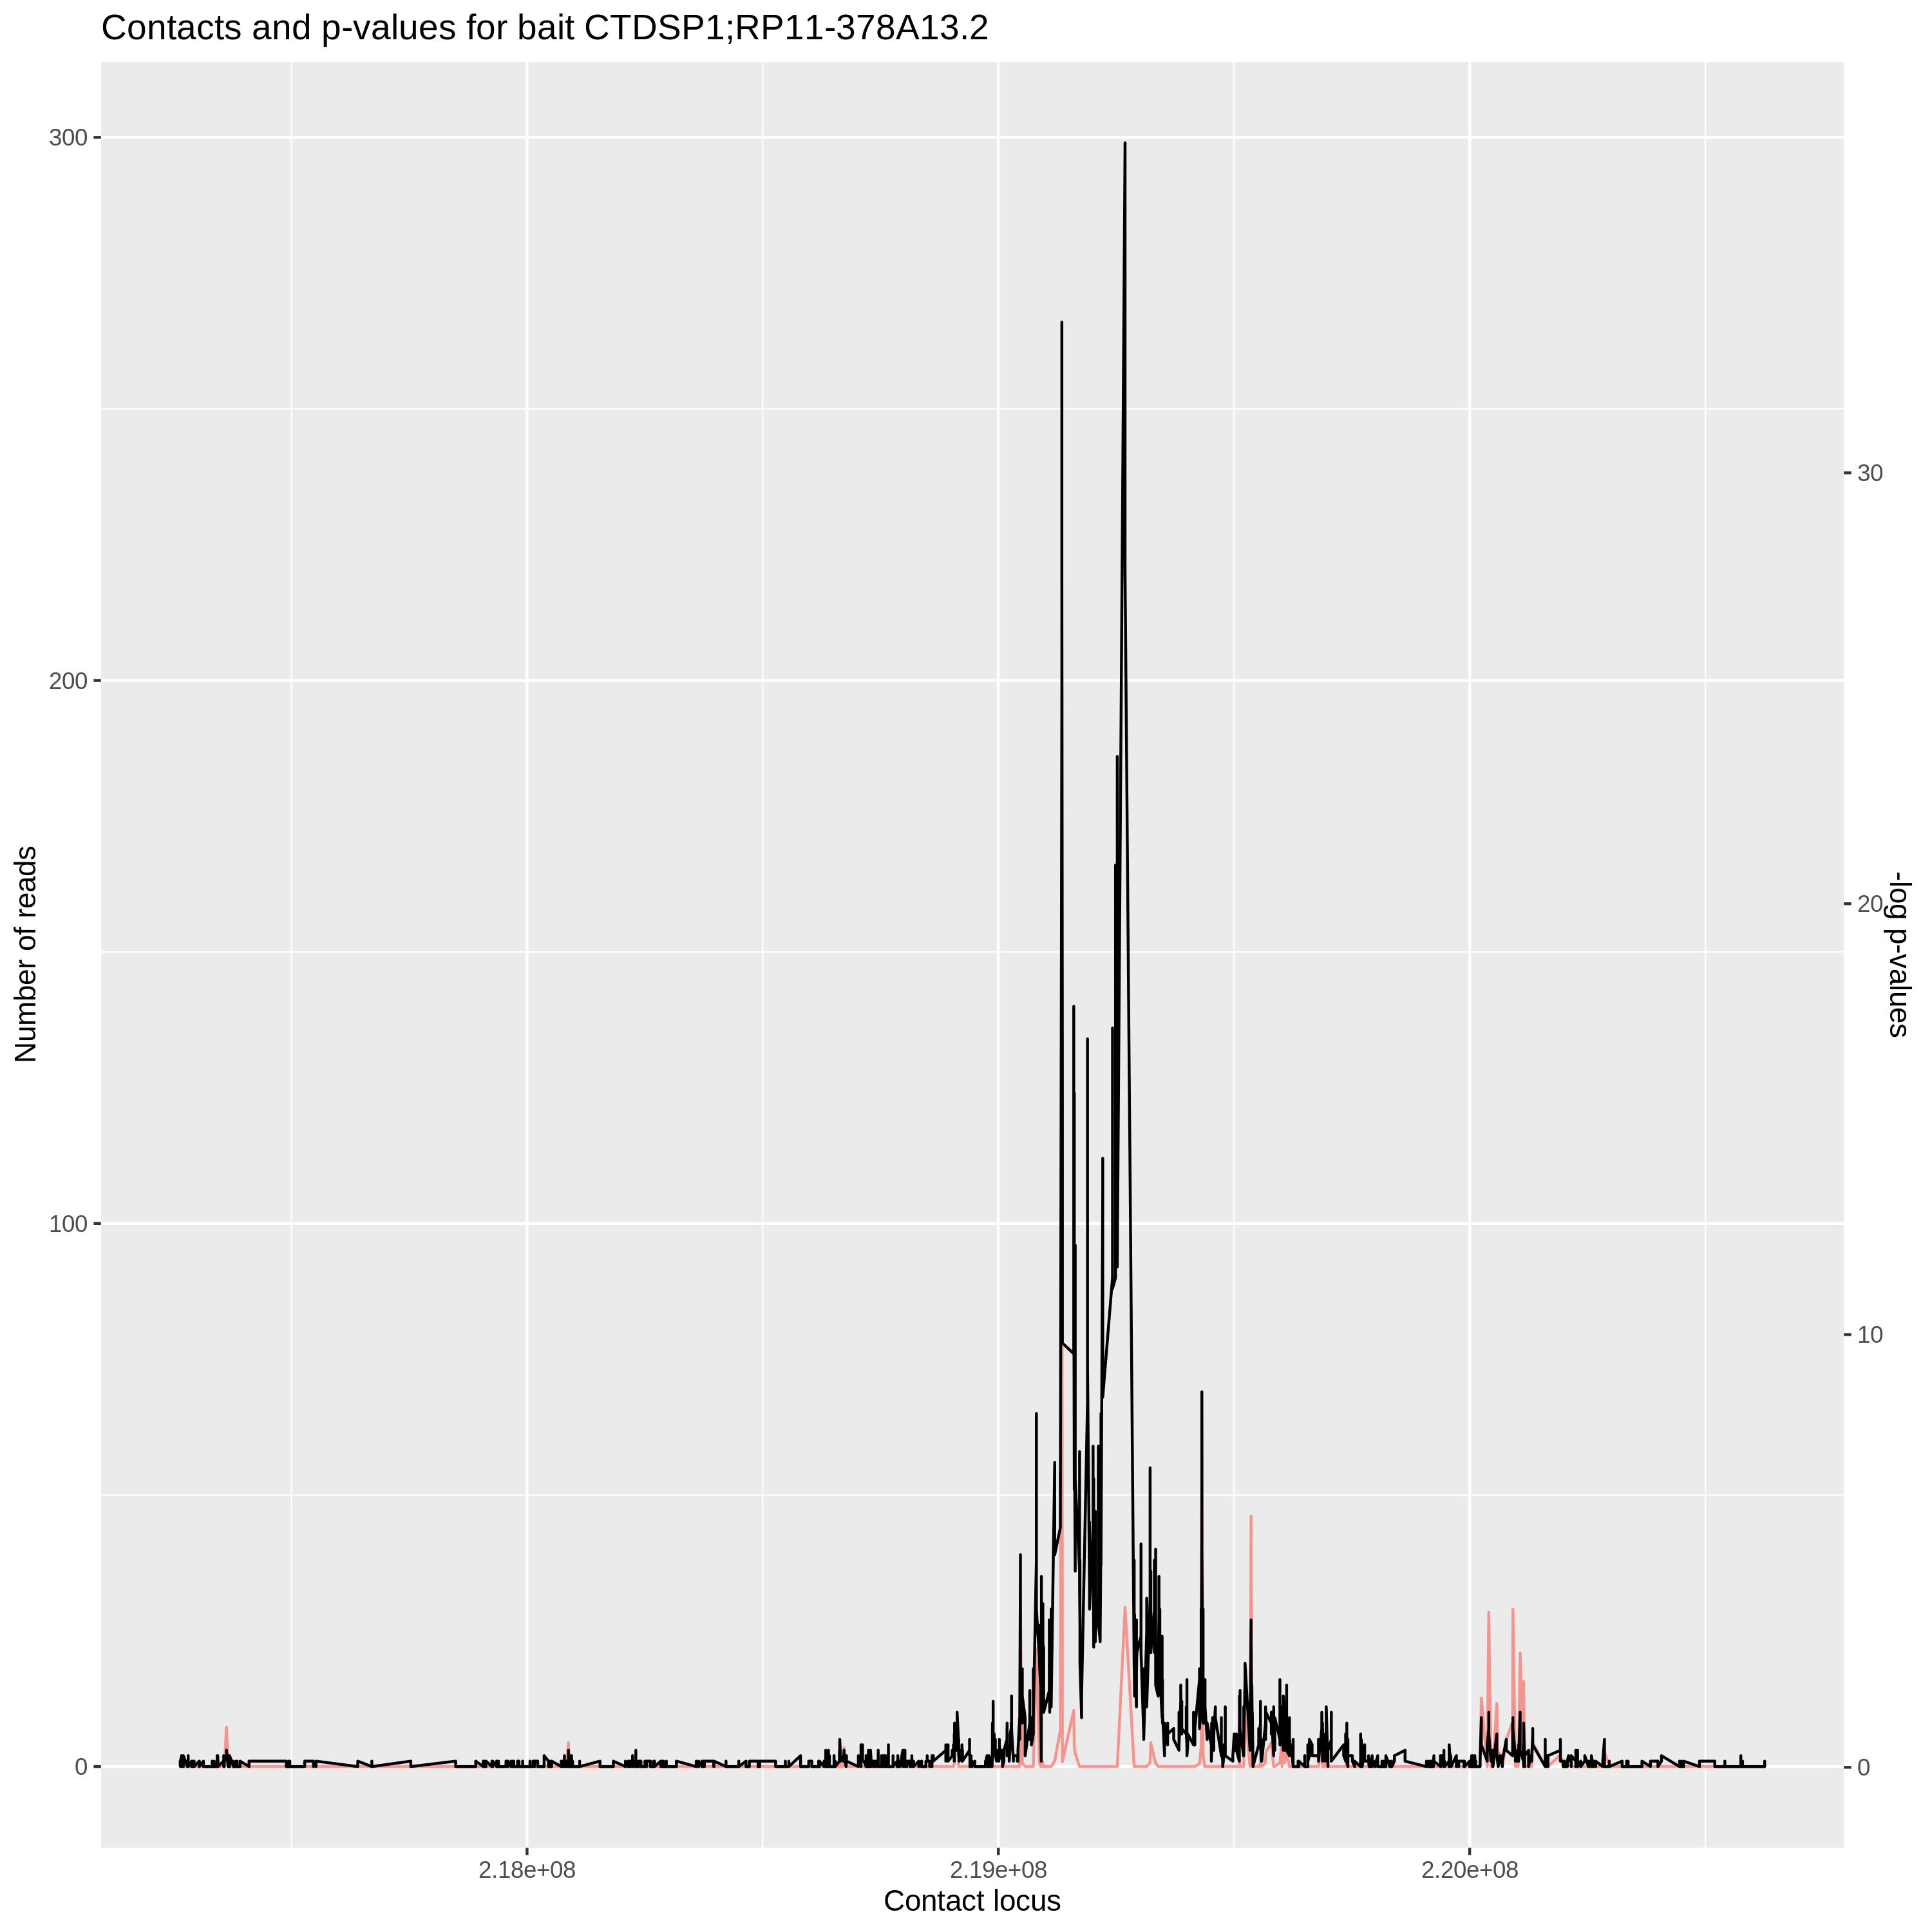 Contacts and p-values for bait CTDSP1;RP11-378A13.2
300
200
100
0
Number of reads
30
20
10
0
-log p-values
2.18e+08
2.19e+08
2.20e+08
Contact locus